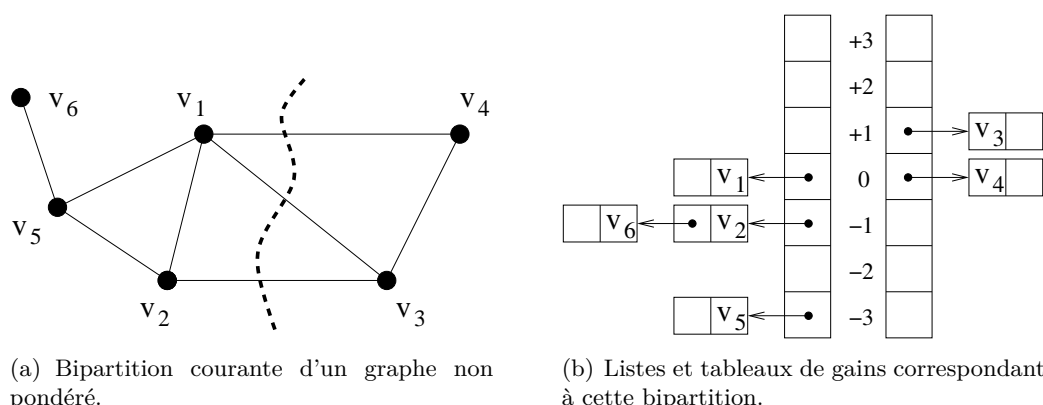 v6
v1
v4
v5
v2
v3
+3
+2
+1
v3
v1
0
v4
v6
v2
−1
−2
v5
−3
(a) Bipartition courante d'un graphe non
pondéré.
(b) Listes et tableaux de gains correspondant
à cette bipartition.